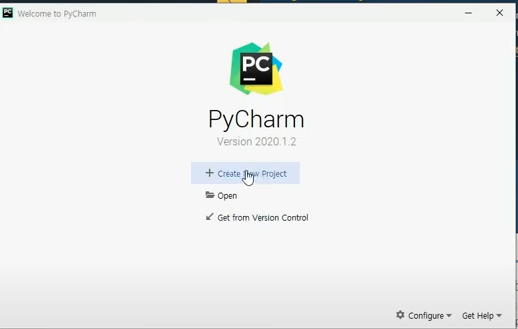 PC Welcome to PyCharm
PC
PyCharm
Version 2020.1.2
Create New Project
Open
Get from Version Control
Configure
Get Help